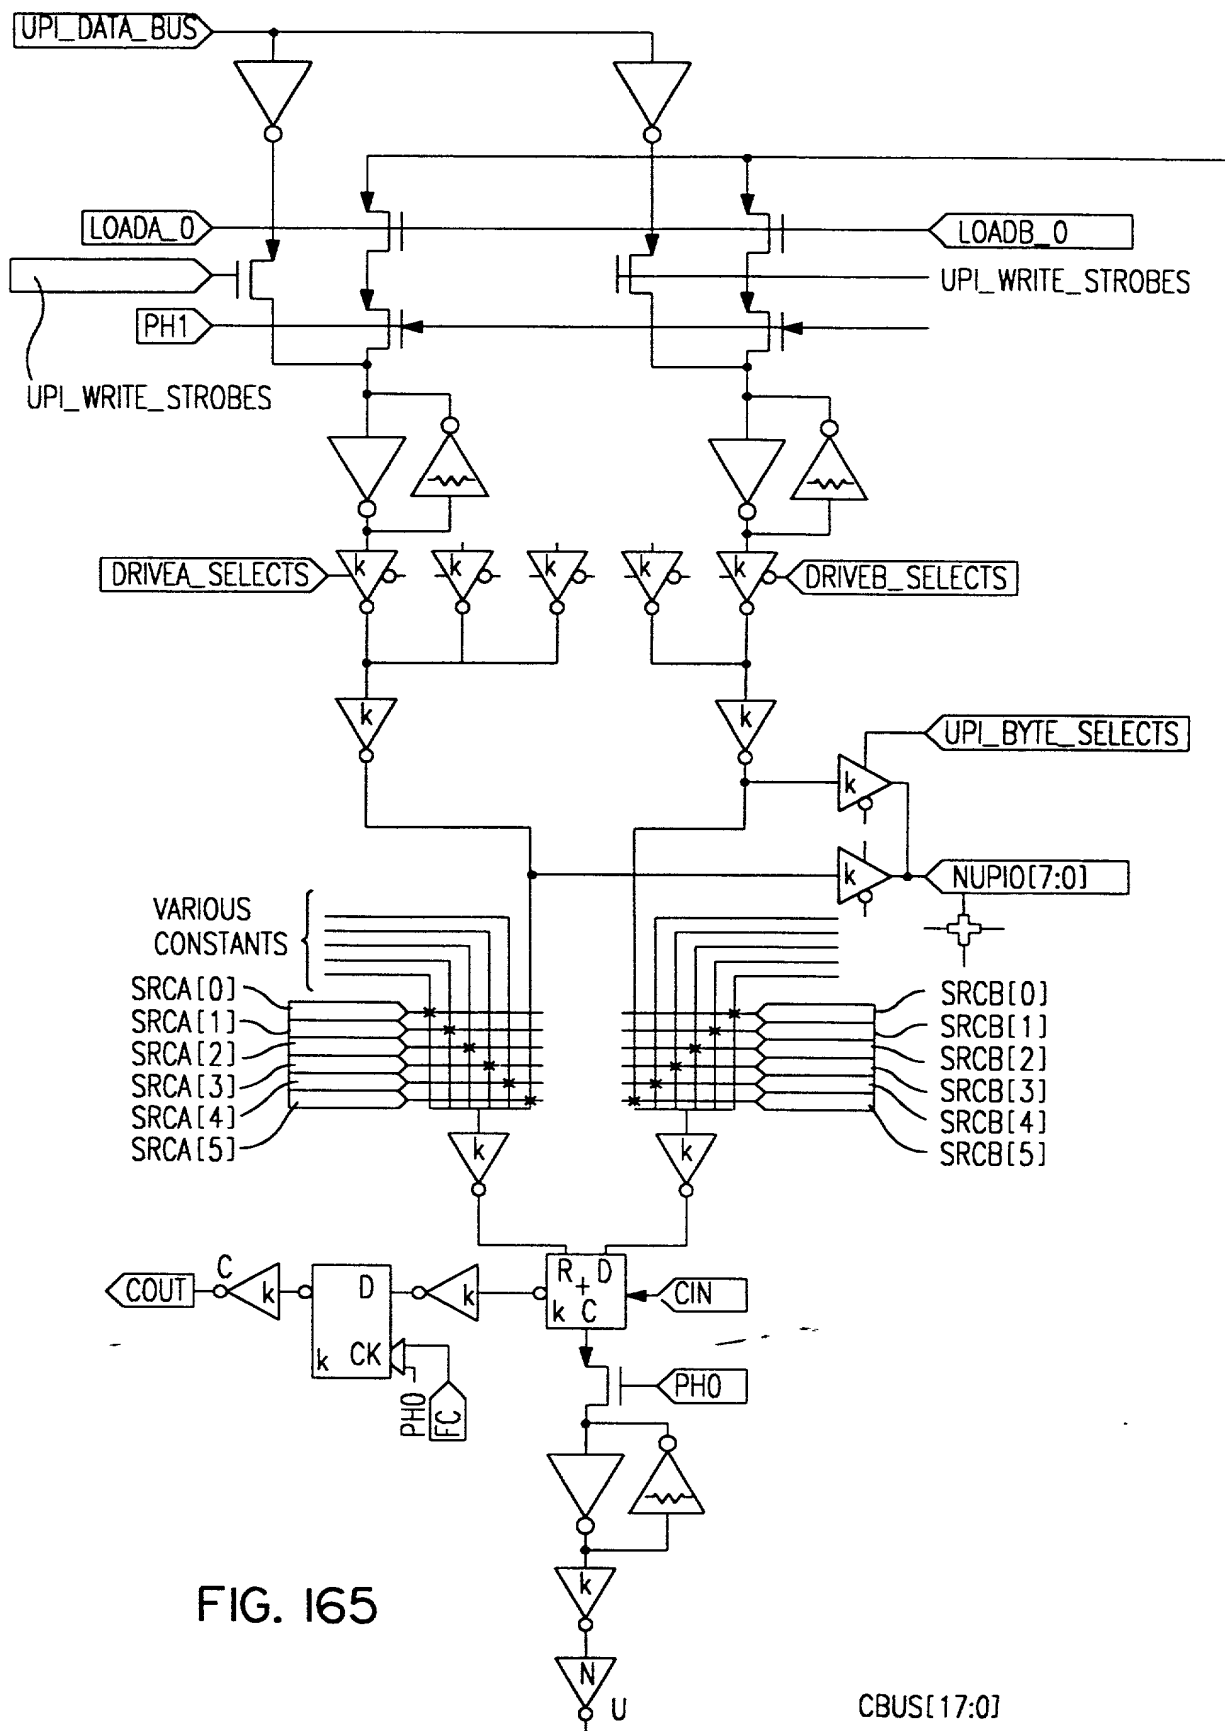 UPI_DATA_BUS
LOADA_0
LOADB_0
UPI_WRITE_STROBES
PH1
UPI_WRITE_STROBES
DRIVEA_SELECTS
k
k
k
k
k
DRIVEB_SELECTS
k
k
UPI_BYTE_SELECTS
k
k
NUPIO[7:0]
VARIOUS
CONSTANTS
SRCA[0]
SRCA[1]
SRCA[2]
SRCA[3]
SRCA[4]
SRCA[5]
SRCB[0]
SRCB[1]
SRCB[2]
SRCB[3]
SRCB[4]
SRCB[5]
k
k
COUT
C
k
D
k
CK
k
R + D
k C
CIN
PH0
FC
PH0
k
N
U
FIG. 165
CBUS[17:0]